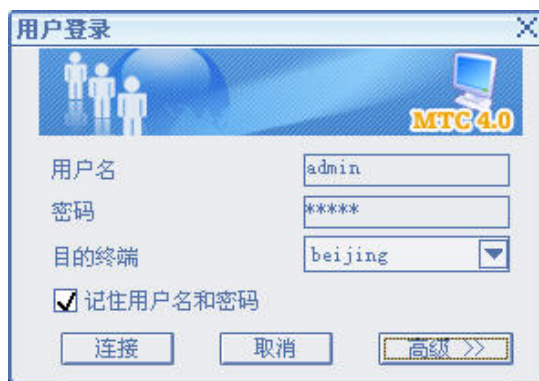 用户登录
MTC 4.0
用户名 admin
密码 *****
目的终端 beijing
记住用户名和密码
连接 取消 高级 >>